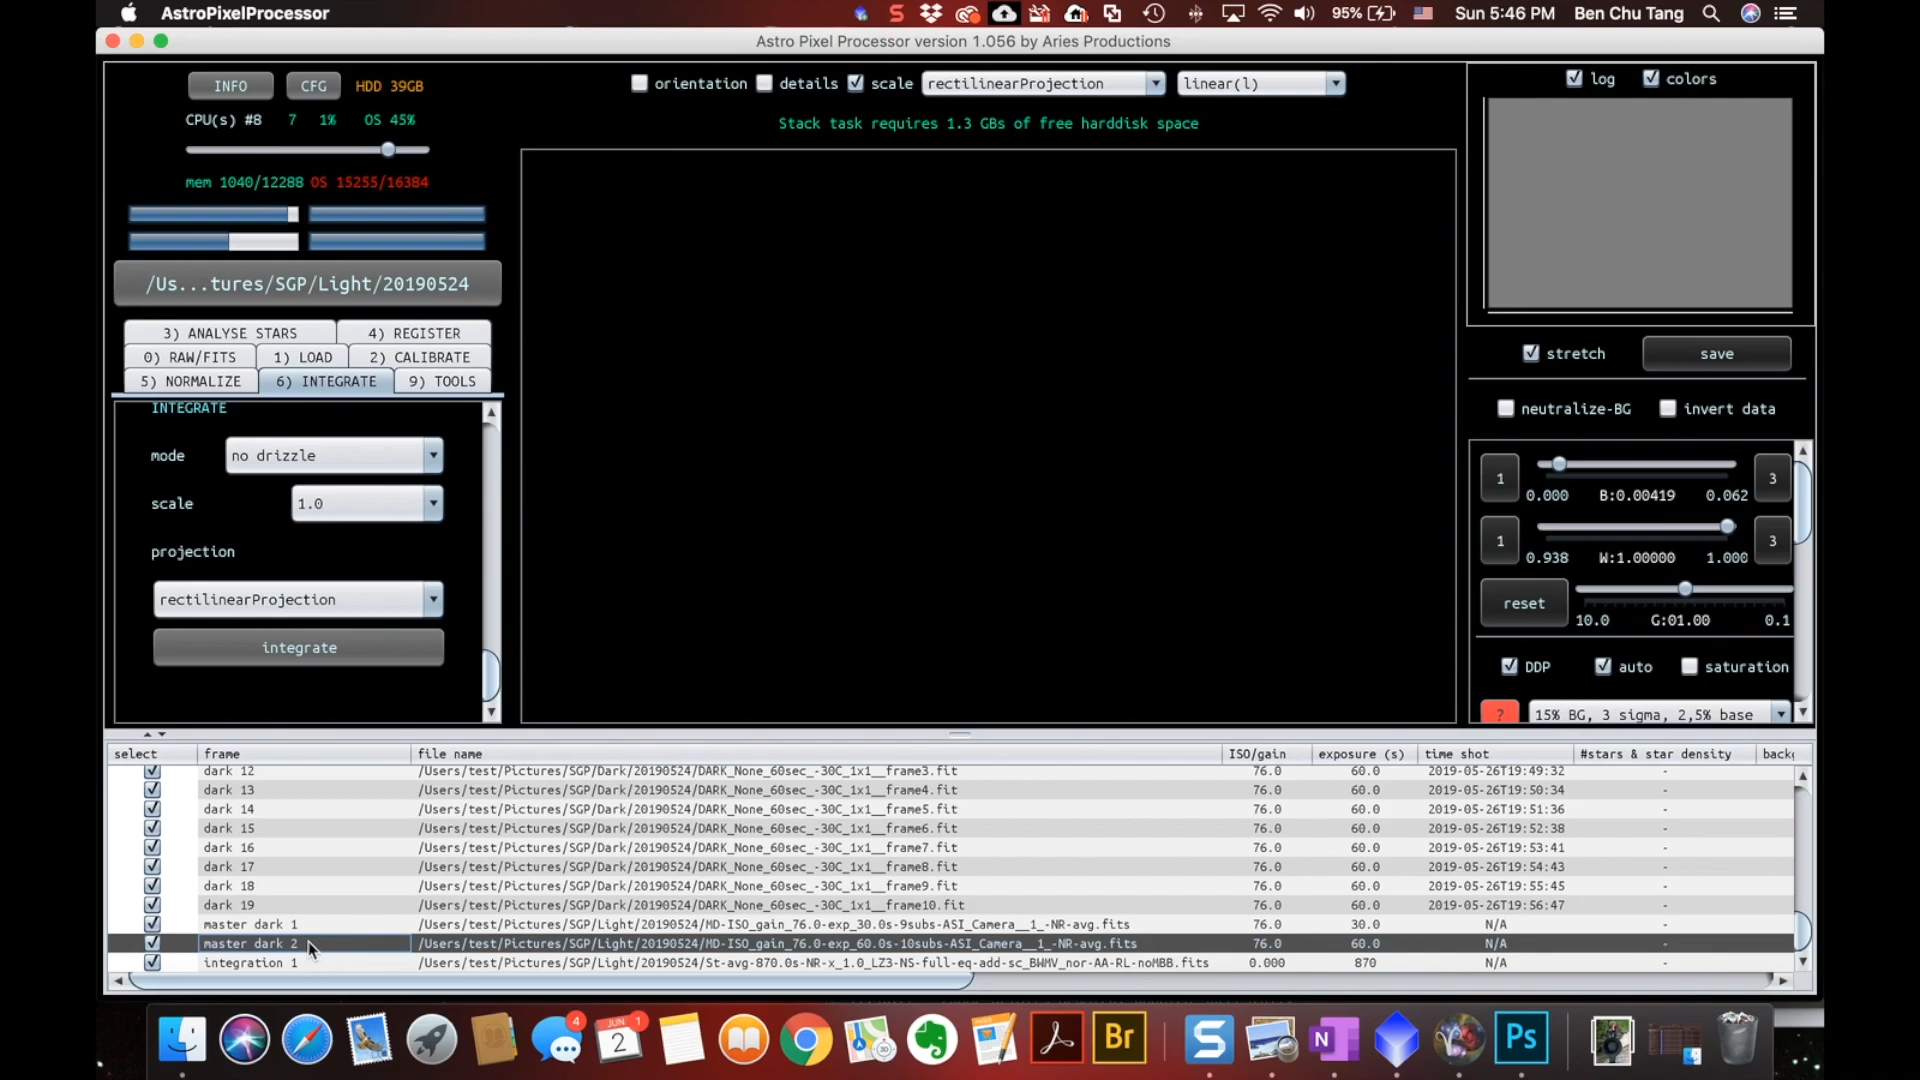 AstroPixelProcessor
95%
Sun 5:46 PM
Ben Chu Tang
Astro Pixel Processor version 1.056 by Aries Productions
INFO
CFG
HDD 39GB
CPU(s) #8 7 1% OS 45%
mem 1040/12288 OS 15255/16384
/Us...tures/SGP/Light/20190524
3) ANALYSE STARS
4) REGISTER
0) RAW/FITS
1) LOAD
2) CALIBRATE
5) NORMALIZE
6) INTEGRATE
9) TOOLS
INTEGRATE
mode
no drizzle
scale
1.0
projection
rectilinearProjection
integrate
orientation
details
scale
rectilinearProjection
linear(l)
Stack task requires 1.3 GBs of free harddisk space
log
colors
stretch
save
neutralize-BG
invert data
1
3
0.000 B:0.00419 0.062
1
3
0.938 W:1.00000 1.000
reset
10.0 G:01.00 0.1
DDP
auto
saturation
?
15% BG, 3 sigma, 2,5% base
select frame file name ISO/gain exposure (s) time shot #stars & star density backg
dark 12 /Users/test/Pictures/SGP/Dark/20190524/DARK_None_60sec_-30C_1x1__frame3.fit 76.0 60.0 2019-05-26T19:49:32 -
dark 13 /Users/test/Pictures/SGP/Dark/20190524/DARK_None_60sec_-30C_1x1__frame4.fit 76.0 60.0 2019-05-26T19:50:34 -
dark 14 /Users/test/Pictures/SGP/Dark/20190524/DARK_None_60sec_-30C_1x1__frame5.fit 76.0 60.0 2019-05-26T19:51:36 -
dark 15 /Users/test/Pictures/SGP/Dark/20190524/DARK_None_60sec_-30C_1x1__frame6.fit 76.0 60.0 2019-05-26T19:52:38 -
dark 16 /Users/test/Pictures/SGP/Dark/20190524/DARK_None_60sec_-30C_1x1__frame7.fit 76.0 60.0 2019-05-26T19:53:41 -
dark 17 /Users/test/Pictures/SGP/Dark/20190524/DARK_None_60sec_-30C_1x1__frame8.fit 76.0 60.0 2019-05-26T19:54:43 -
dark 18 /Users/test/Pictures/SGP/Dark/20190524/DARK_None_60sec_-30C_1x1__frame9.fit 76.0 60.0 2019-05-26T19:55:45 -
dark 19 /Users/test/Pictures/SGP/Dark/20190524/DARK_None_60sec_-30C_1x1__frame10.fit 76.0 60.0 2019-05-26T19:56:47 -
master dark 1 /Users/test/Pictures/SGP/Light/20190524/MD-ISO_gain_76.0-exp_30.0s-9subs-ASI_Camera__1_-NR-avg.fits 76.0 30.0 N/A -
master dark 2 /Users/test/Pictures/SGP/Light/20190524/MD-ISO_gain_76.0-exp_60.0s-10subs-ASI_Camera__1_-NR-avg.fits 76.0 60.0 N/A -
integration 1 /Users/test/Pictures/SGP/Light/20190524/St-avg-870.0s-NR-x_1.0_LZ3-NS-full-eq-add-sc_BWMV_nor-AA-RL-noMBB.fits 0.000 870 N/A -
4
JUN
2
1
Br
S
N
Ps